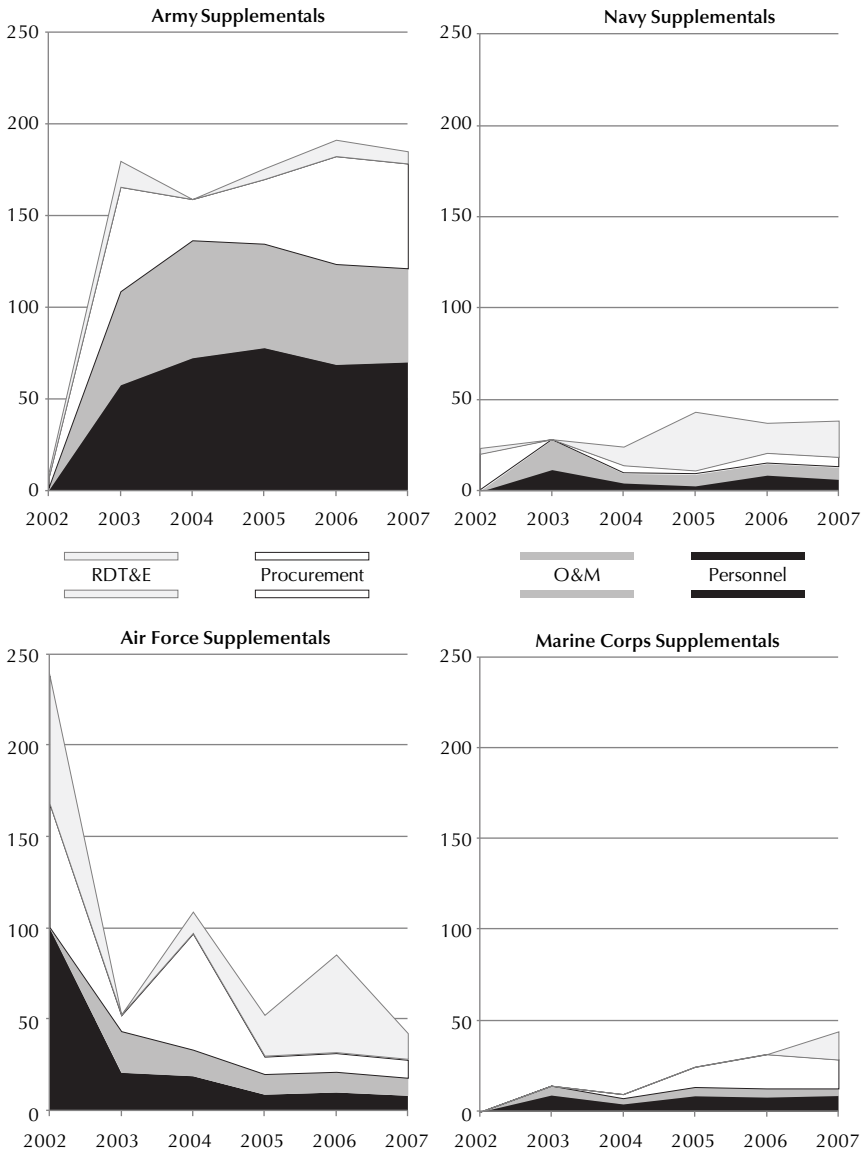 Army Supplementals
250
200
150
100
50
0
2002 2003 2004 2005 2006 2007
Navy Supplementals
250
200
150
100
50
0
2002 2003 2004 2005 2006 2007
RDT&E Procurement O&M Personnel
Air Force Supplementals
250
200
150
100
50
0
2002 2003 2004 2005 2006 2007
Marine Corps Supplementals
250
200
150
100
50
0
2002 2003 2004 2005 2006 2007